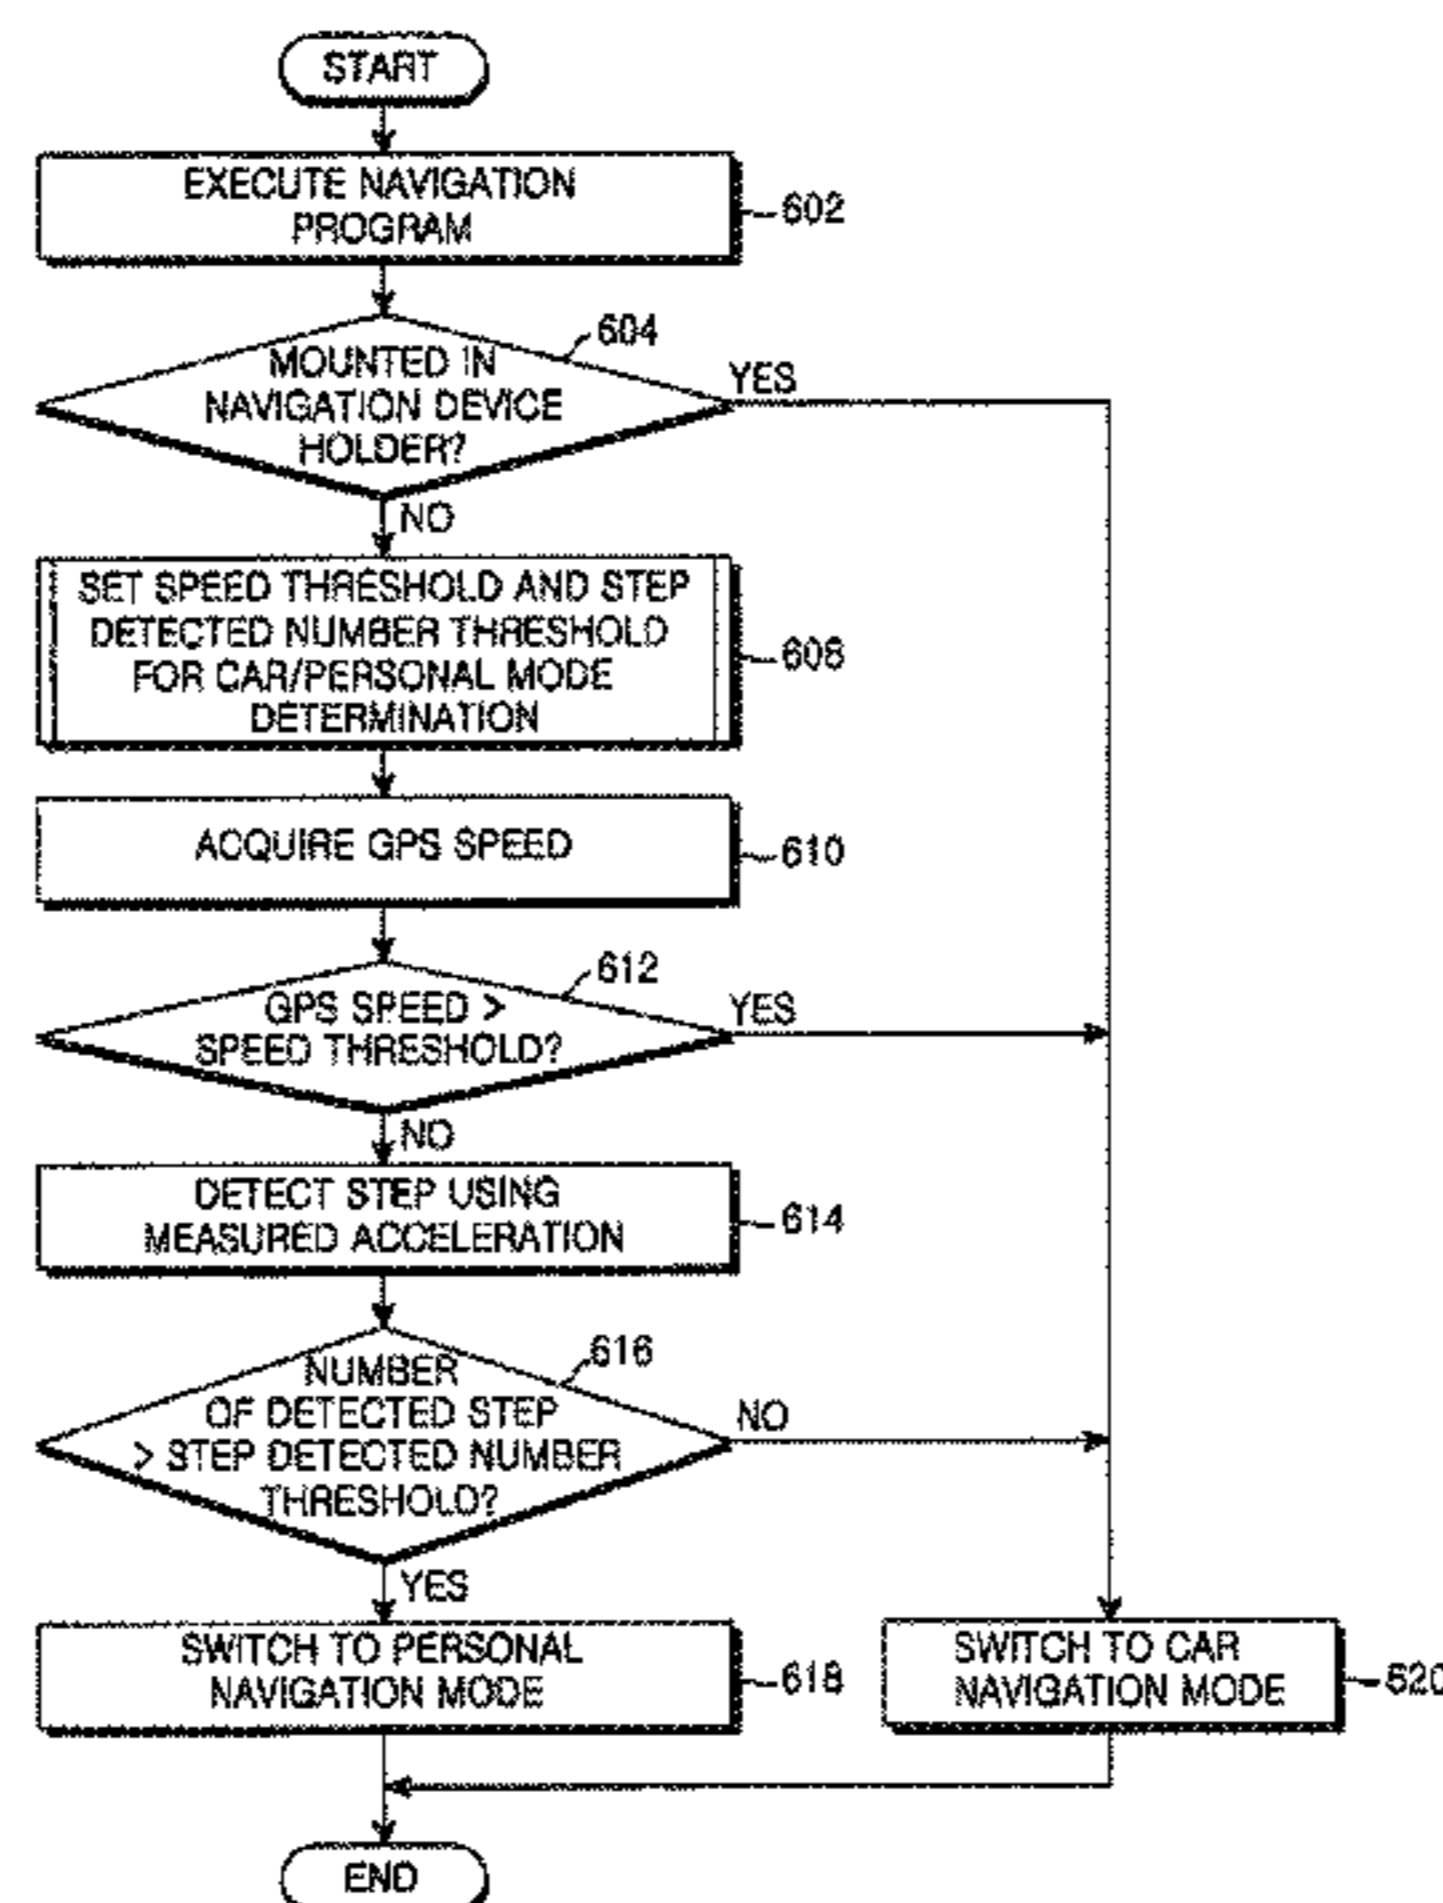 START
EXECUTE NAVIGATION
PROGRAM
602
604
MOUNTED IN
NAVIGATION DEVICE
HOLDER?
YES
NO
SET SPEED THRESHOLD AND STEP
DETECTED NUMBER THRESHOLD
FOR CAR/PERSONAL MODE
DETERMINATION
608
ACQUIRE GPS SPEED
610
612
GPS SPEED >
SPEED THRESHOLD?
YES
NO
DETECT STEP USING
MEASURED ACCELERATION
614
616
NUMBER
OF DETECTED STEP
> STEP DETECTED NUMBER
THRESHOLD?
NO
YES
SWITCH TO PERSONAL
NAVIGATION MODE
618
SWITCH TO CAR
NAVIGATION MODE
620
END